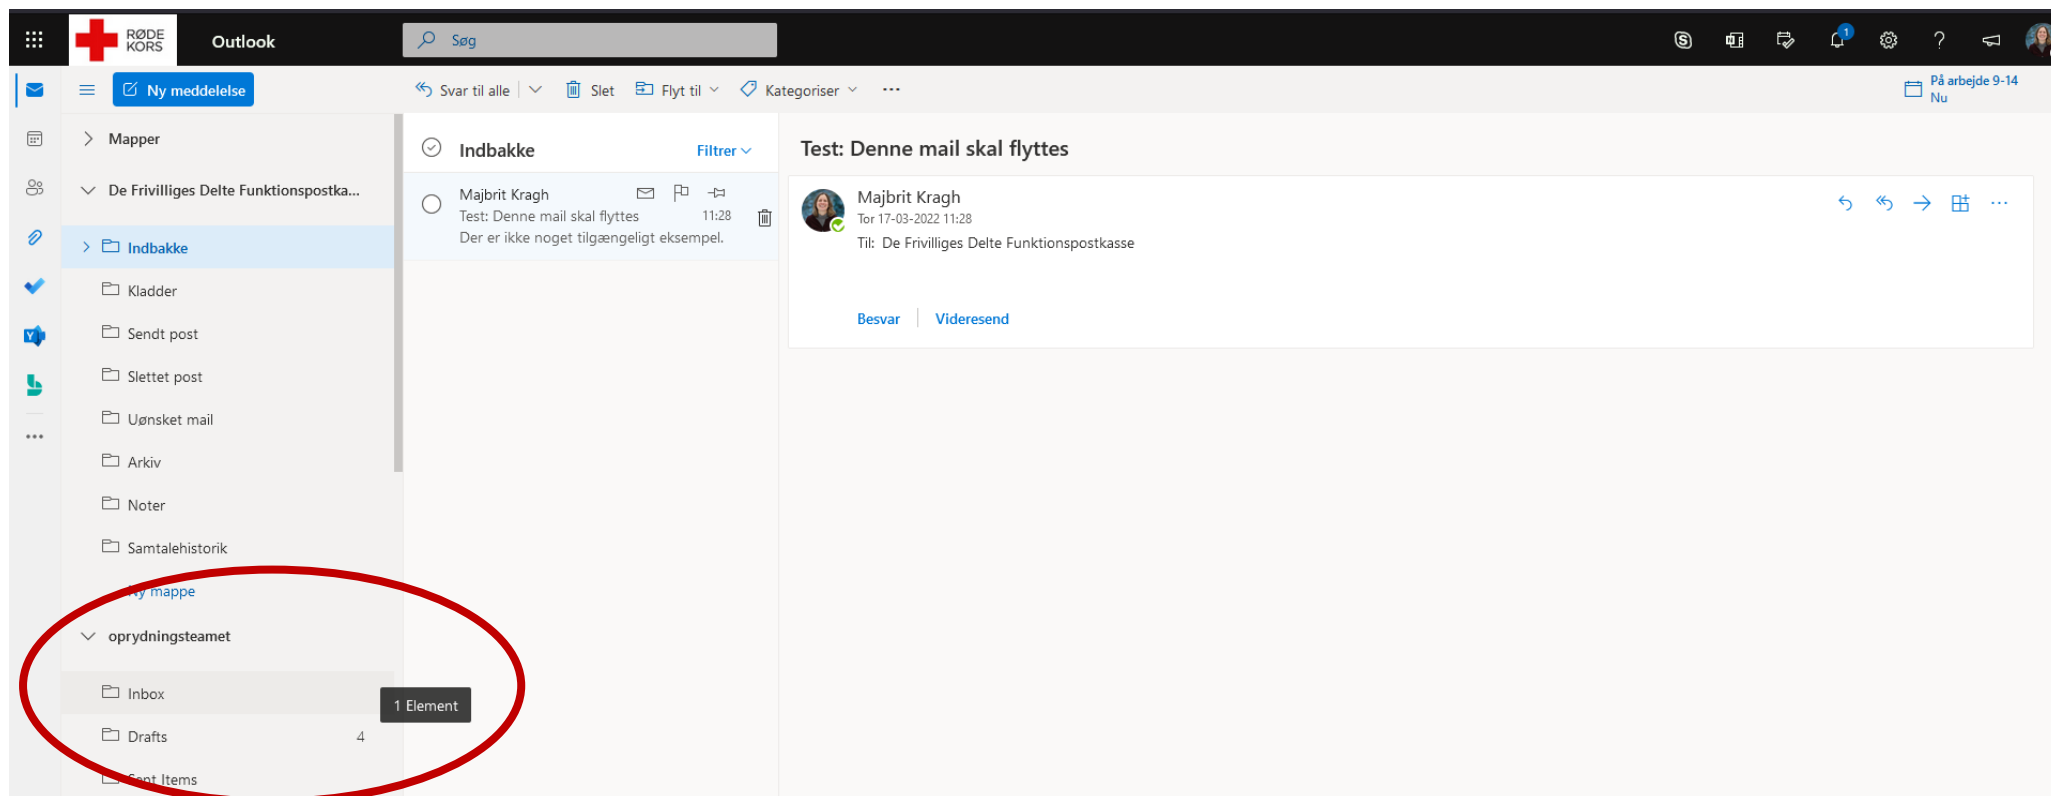 RØDE
KORS
Outlook
Søg
1
Ny meddelelse
Svar til alle
Slet
Flyt til
Kategoriser
På arbejde 9-14
Nu
Mapper
De Frivilliges Delte Funktionspostka...
Indbakke
Kladder
Sendt post
Slettet post
Uønsket mail
Arkiv
Noter
Samtalehistorik
Ny mappe
oprydningsteamet
Inbox
1 Element
Drafts 4
Sent Items
Indbakke
Filtrer
Majbrit Kragh
Test: Denne mail skal flyttes 11:28
Der er ikke noget tilgængeligt eksempel.
Test: Denne mail skal flyttes
Majbrit Kragh
Tor 17-03-2022 11:28
Til: De Frivilliges Delte Funktionspostkasse
Besvar
Videresend